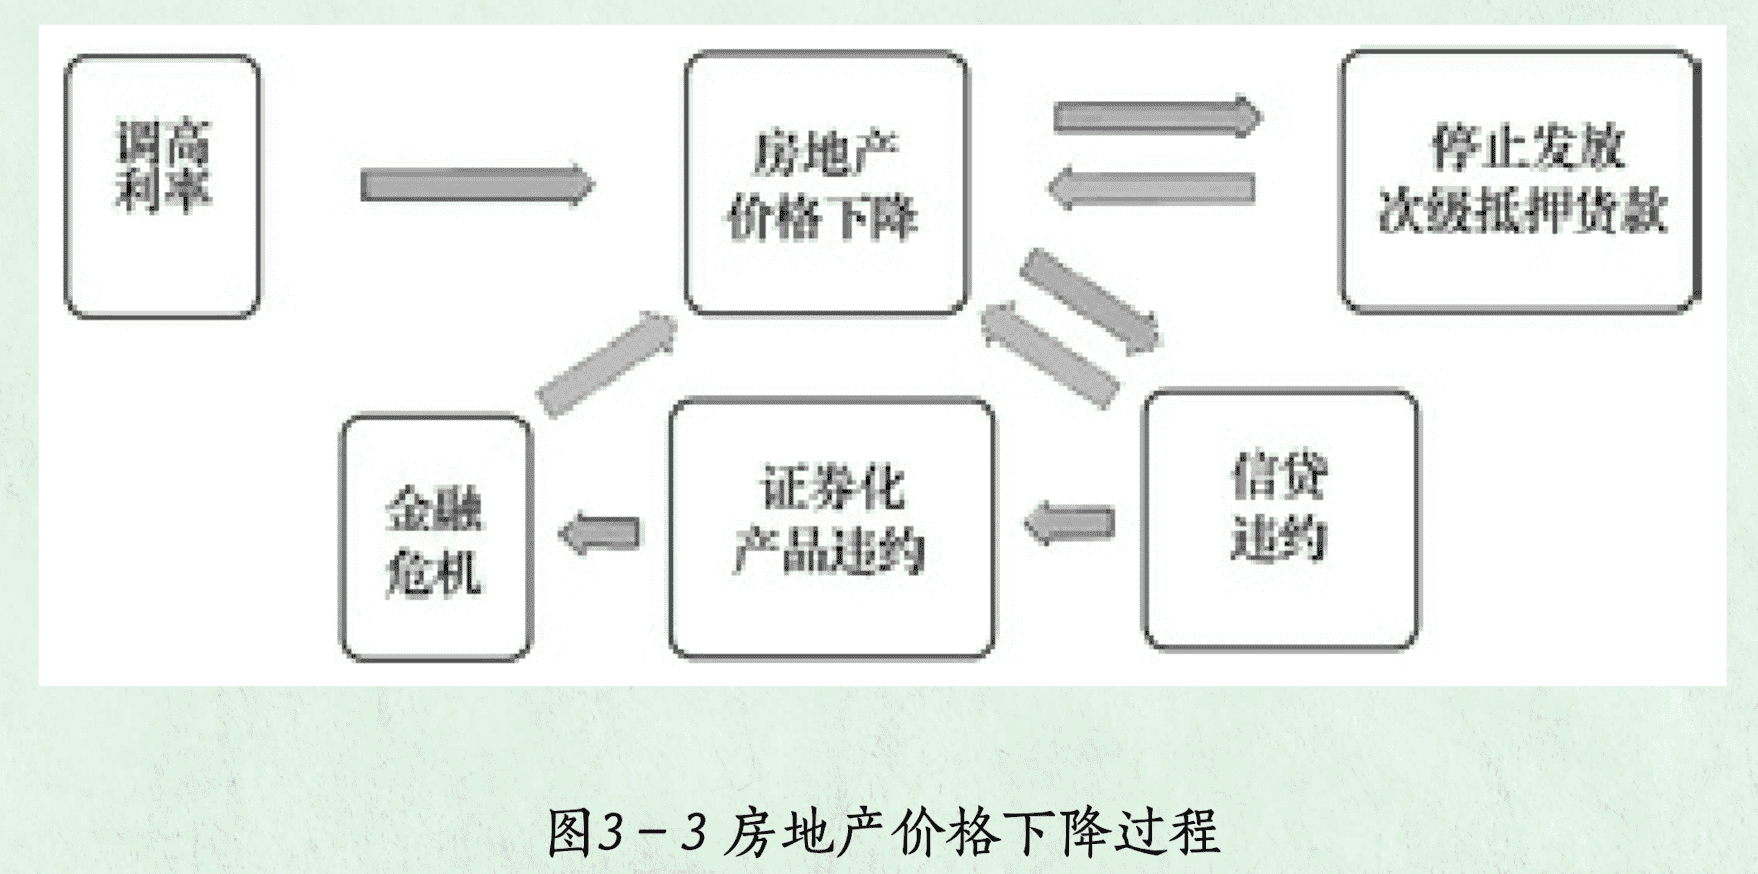 调高
利率
房地产
价格下降
停止发放
次级抵押贷款
金融
危机
证券化
产品违约
信贷
违约
图3-3房地产价格下降过程